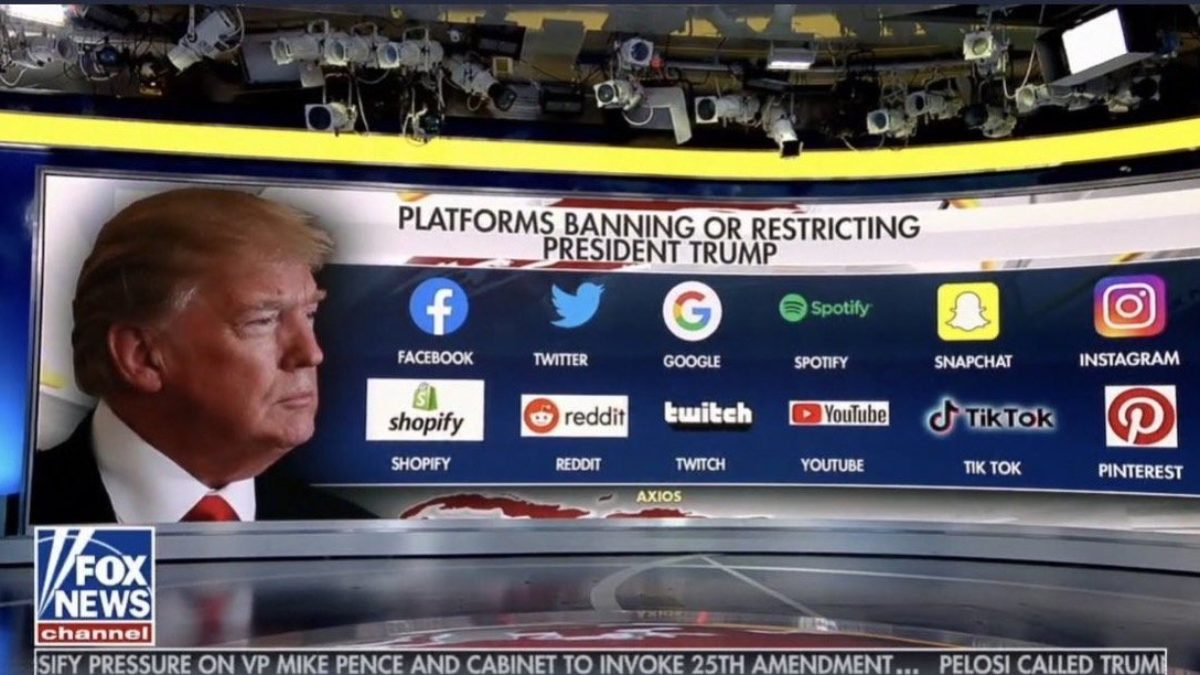 PLATFORMS BANNING OR RESTRICTING
PRESIDENT TRUMP
FACEBOOK
TWITTER
GOOGLE
Spotify
SPOTIFY
SNAPCHAT
INSTAGRAM
shopify
SHOPIFY
reddit
REDDIT
twitch
TWITCH
YouTube
YOUTUBE
TikTok
TIK TOK
PINTEREST
AXIOS
FOX
NEWS
channel
SIFY PRESSURE ON VP MIKE PENCE AND CABINET TO INVOKE 25TH AMENDMENT... PELOSI CALLED TRUM